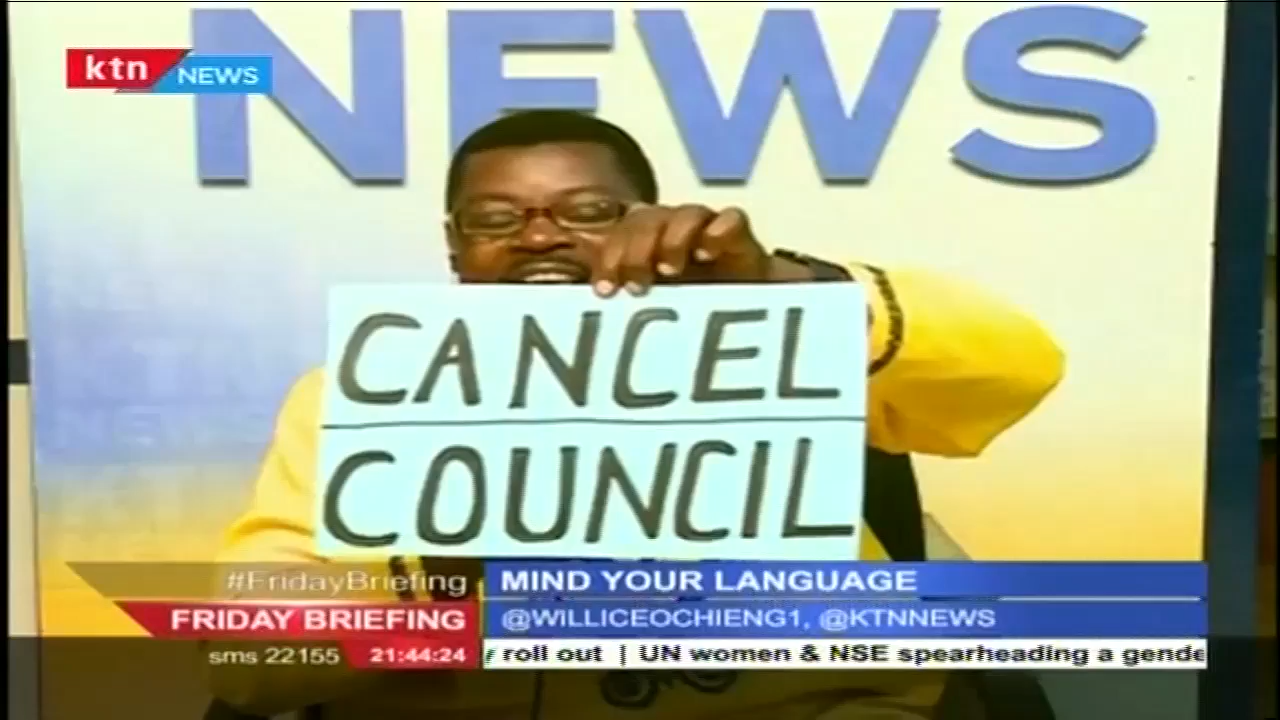 NEWS
ktn NEWS
CANCEL
COUNCIL
#FridayBriefing
MIND YOUR LANGUAGE
FRIDAY BRIEFING
@WILLICEOCHIENG1, @KTNNEWS
sms 22155
21:44:24
roll out | UN women & NSE spearheading a gende